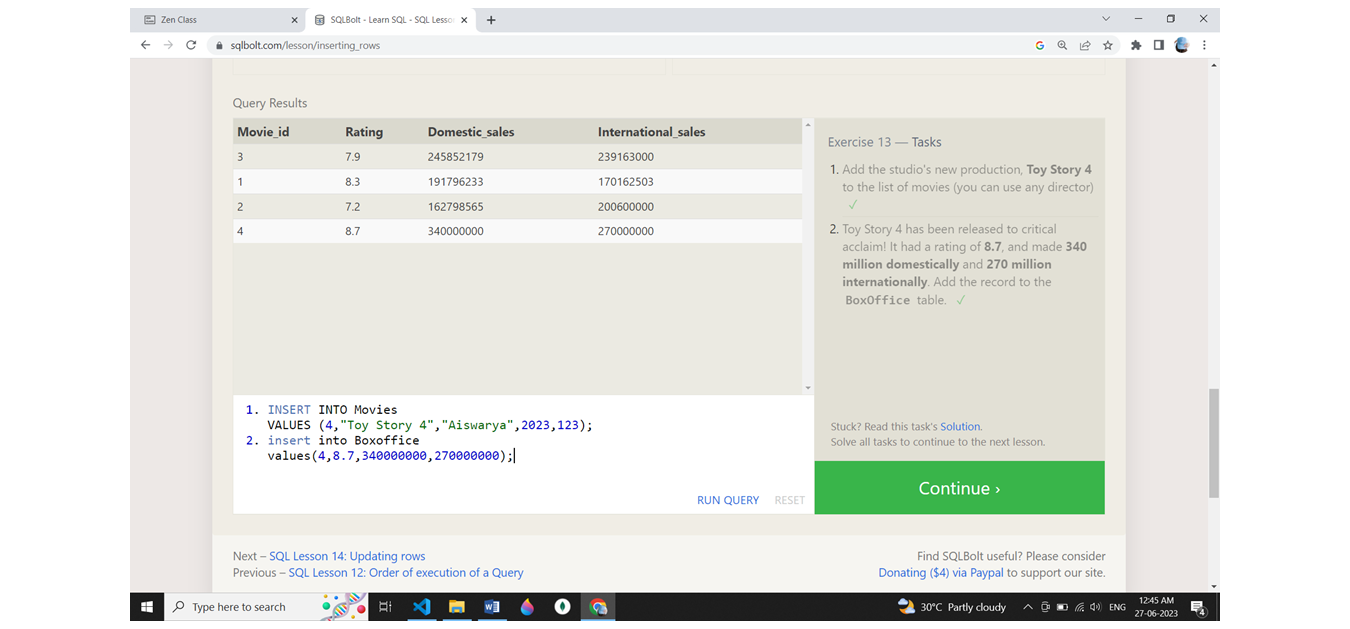 Zen Class
SQLBolt - Learn SQL - SQL Lesso
sqlbolt.com/lesson/inserting_rows
Query Results
Movie_id Rating Domestic_sales International_sales
3 7.9 245852179 239163000
1 8.3 191796233 170162503
2 7.2 162798565 200600000
4 8.7 340000000 270000000
Exercise 13 — Tasks
1. Add the studio's new production, Toy Story 4
to the list of movies (you can use any director)
✓
2. Toy Story 4 has been released to critical
acclaim! It had a rating of 8.7, and made 340
million domestically and 270 million
internationally. Add the record to the
BoxOffice table. ✓
1. INSERT INTO Movies
VALUES (4,"Toy Story 4","Aiswarya",2023,123);
2. insert into Boxoffice
values(4,8.7,340000000,270000000);
RUN QUERY RESET
Stuck? Read this task's Solution.
Solve all tasks to continue to the next lesson.
Continue ›
Next – SQL Lesson 14: Updating rows
Previous – SQL Lesson 12: Order of execution of a Query
Find SQLBolt useful? Please consider
Donating ($4) via Paypal to support our site.
Type here to search
30°C Partly cloudy
ENG
12:45 AM
27-06-2023
4